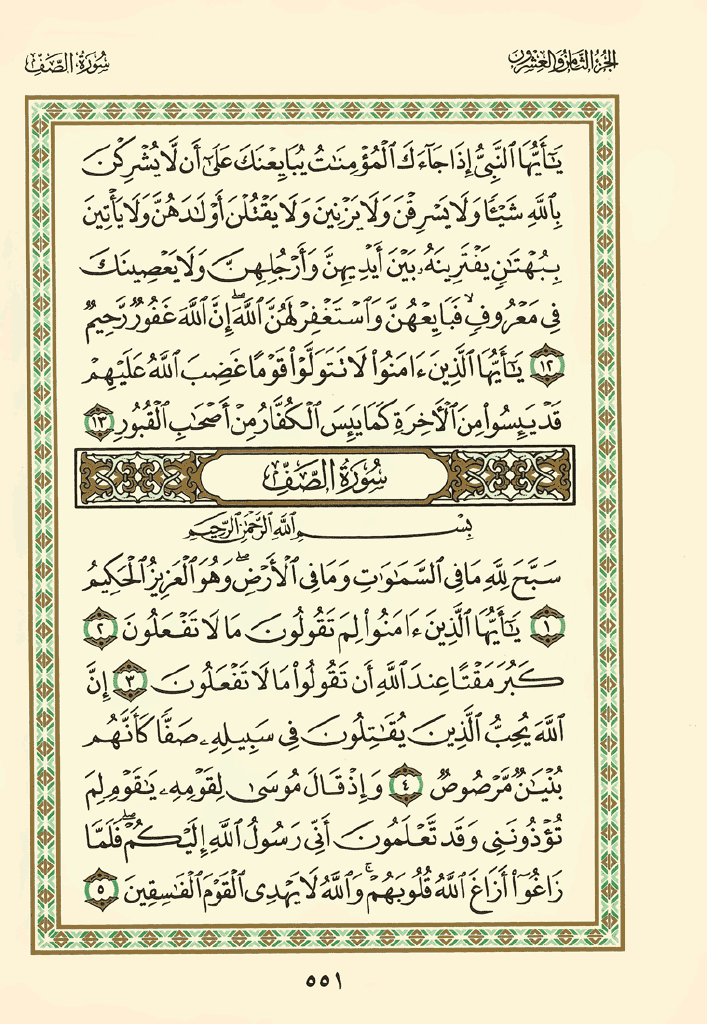 الجزء الثامن والعشرون
سورة الصف
يَٰٓأَيُّهَا ٱلنَّبِيُّ إِذَا جَآءَكَ ٱلْمُؤْمِنَٰتُ يُبَايِعْنَكَ عَلَىٰٓ أَن لَّا يُشْرِكْنَ
بِٱللَّهِ شَيْـًٔا وَلَا يَسْرِقْنَ وَلَا يَزْنِينَ وَلَا يَقْتُلْنَ أَوْلَٰدَهُنَّ وَلَا يَأْتِينَ
بِبُهْتَٰنٍ يَفْتَرِينَهُۥ بَيْنَ أَيْدِيهِنَّ وَأَرْجُلِهِنَّ وَلَا يَعْصِينَكَ
فِى مَعْرُوفٍ ۙ فَبَايِعْهُنَّ وَٱسْتَغْفِرْ لَهُنَّ ٱللَّهَ ۖ إِنَّ ٱللَّهَ غَفُورٌ رَّحِيمٌ
١٢ يَٰٓأَيُّهَا ٱلَّذِينَ ءَامَنُوا۟ لَا تَتَوَلَّوْا۟ قَوْمًا غَضِبَ ٱللَّهُ عَلَيْهِمْ
قَدْ يَئِسُوا۟ مِنَ ٱلْءَاخِرَةِ كَمَا يَئِسَ ٱلْكُفَّارُ مِنْ أَصْحَٰبِ ٱلْقُبُورِ ١٣
سُورَةُ الصَّفِّ
بِسْمِ ٱللَّهِ ٱلرَّحْمَٰنِ ٱلرَّحِيمِ
سَبَّحَ لِلَّهِ مَا فِى ٱلسَّمَٰوَٰتِ وَمَا فِى ٱلْأَرْضِ ۖ وَهُوَ ٱلْعَزِيزُ ٱلْحَكِيمُ
١ يَٰٓأَيُّهَا ٱلَّذِينَ ءَامَنُوا۟ لِمَ تَقُولُونَ مَا لَا تَفْعَلُونَ ٢
كَبُرَ مَقْتًا عِندَ ٱللَّهِ أَن تَقُولُوا۟ مَا لَا تَفْعَلُونَ ٣ إِنَّ
ٱللَّهَ يُحِبُّ ٱلَّذِينَ يُقَٰتِلُونَ فِى سَبِيلِهِۦ صَفًّا كَأَنَّهُم
بُنْيَٰنٌ مَّرْصُوصٌ ٤ وَإِذْ قَالَ مُوسَىٰ لِقَوْمِهِۦ يَٰقَوْمِ لِمَ
تُؤْذُونَنِى وَقَد تَّعْلَمُونَ أَنِّى رَسُولُ ٱللَّهِ إِلَيْكُمْ ۖ فَلَمَّا
زَاغُوٓا۟ أَزَاغَ ٱللَّهُ قُلُوبَهُمْ ۚ وَٱللَّهُ لَا يَهْدِى ٱلْقَوْمَ ٱلْفَٰسِقِينَ ٥
٥٥١